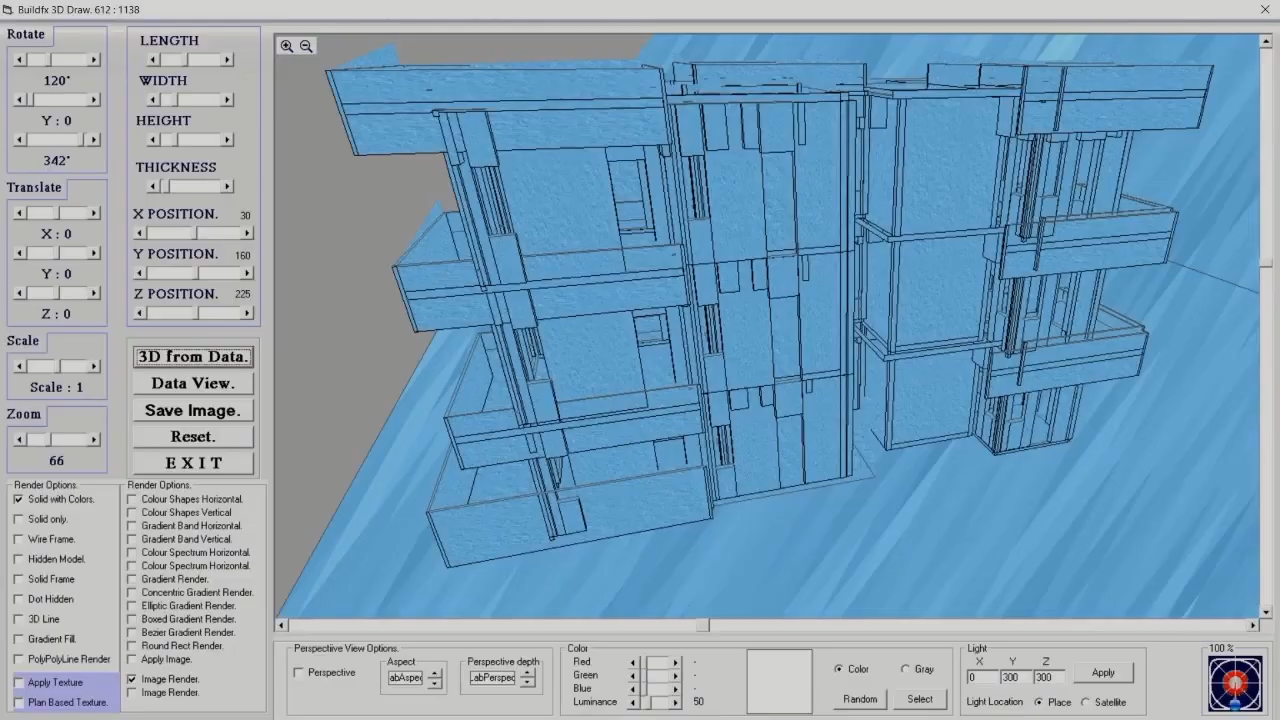 Buildfx 3D Draw. 612 : 1138
Rotate
120°
Y : 0
342°
Translate
X : 0
Y : 0
Z : 0
Scale
Scale : 1
Zoom
66
LENGTH
WIDTH
HEIGHT
THICKNESS
X POSITION. 30
Y POSITION. 160
Z POSITION. 225
3D from Data.
Data View.
Save Image.
Reset.
E X I T
Render Options.
Solid with Colors.
Solid only.
Wire Frame.
Hidden Model.
Solid Frame
Dot Hidden
3D Line
Gradient Fill.
PolyPolyLine Render
Apply Texture
Plan Based Texture.
Render Options.
Colour Shapes Horizontal.
Colour Shapes Vertical
Gradient Band Horizontal.
Gradient Band Vertical.
Colour Spectrum Horizontal.
Colour Spectrum Horizontal.
Gradient Render.
Concentric Gradient Render.
Elliptic Gradient Render.
Boxed Gradient Render.
Bezier Gradient Render.
Round Rect Render.
Apply Image.
Image Render.
Image Render.
Perspective View Options.
Perspective
Aspect
abAspe
Perspective depth
.abPerspec
Color
Red -
Green -
Blue -
Luminance 50
Color Gray
Random Select
Light
X Y Z
0 300 300 Apply
Light Location Place Satellite
100 %